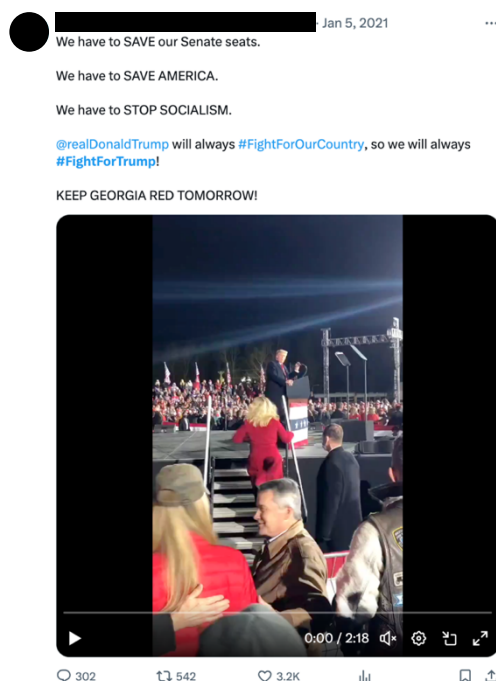 · Jan 5, 2021 ...
We have to SAVE our Senate seats.
We have to SAVE AMERICA.
We have to STOP SOCIALISM.
@realDonaldTrump will always #FightForOurCountry, so we will always
#FightForTrump!
KEEP GEORGIA RED TOMORROW!
0:00 / 2:18
302 542 3.2K